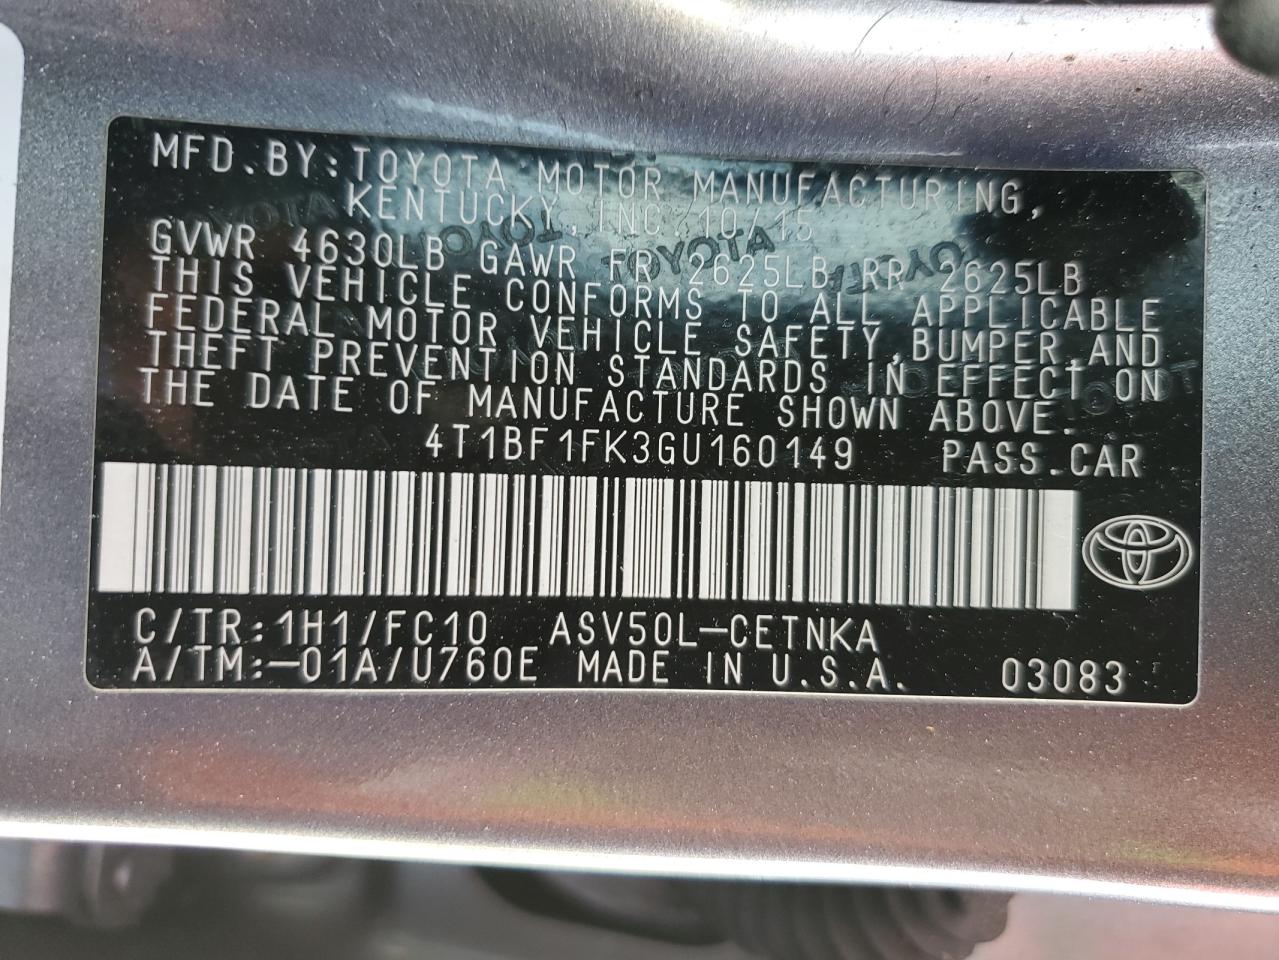 MFD.BY:TOYOTA MOTOR MANUFACTURING,
KENTUCKY,INC 10/15
GVWR 4630LB GAWR FR 2625LB RR 2625LB
THIS VEHICLE CONFORMS TO ALL APPLICABLE
FEDERAL MOTOR VEHICLE SAFETY,BUMPER,AND
THEFT PREVENTION STANDARDS IN EFFECT ON
THE DATE OF MANUFACTURE SHOWN ABOVE.
4T1BF1FK3GU160149 PASS.CAR
C/TR:1H1/FC10 ASV50L-CETNKA
A/TM:-01A/U760E MADE IN U.S.A. 03083